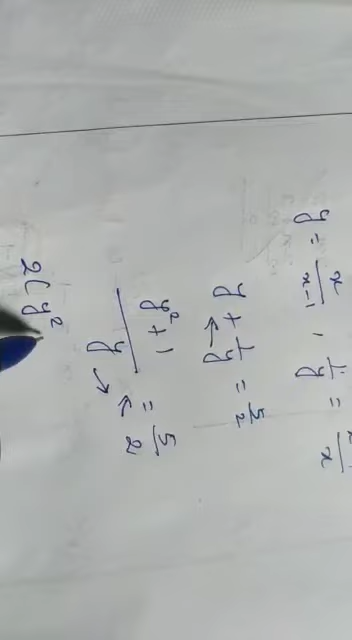 y = x/x-1 , 1/y =
y + 1/y = 5/2
y² + 1/y = 5/2
2(y²